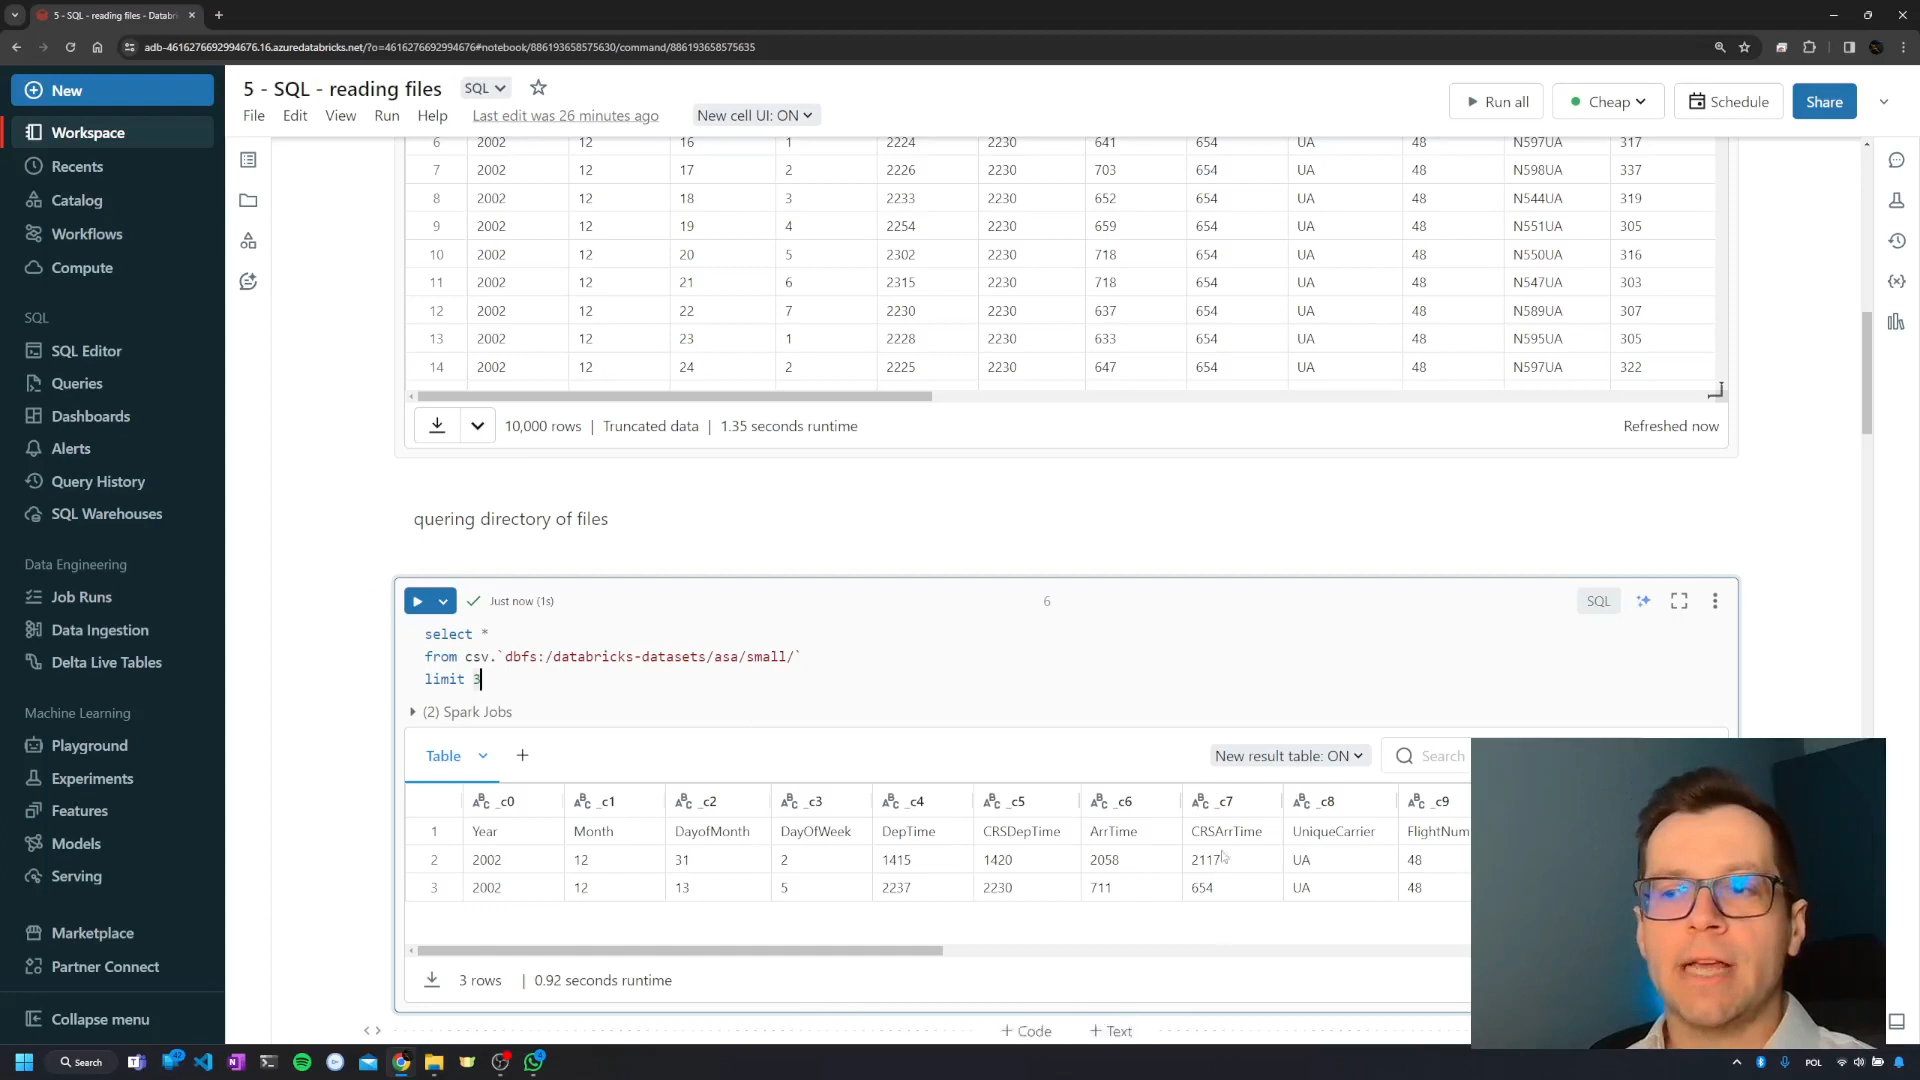 5 - SQL - reading files - Databri
adb-4616276692994676.16.azuredatabricks.net/?o=4616276692994676#notebook/886193658575630/command/886193658575635
New
Workspace
Recents
Catalog
Workflows
Compute
SQL
SQL Editor
Queries
Dashboards
Alerts
Query History
SQL Warehouses
Data Engineering
Job Runs
Data Ingestion
Delta Live Tables
Machine Learning
Playground
Experiments
Features
Models
Serving
Marketplace
Partner Connect
Collapse menu
5 - SQL - reading files SQL
File Edit View Run Help Last edit was 26 minutes ago New cell UI: ON
Run all Cheap Schedule Share
6 2002 12 16 1 2224 2230 641 654 UA 48 N597UA 317
7 2002 12 17 2 2226 2230 703 654 UA 48 N598UA 337
8 2002 12 18 3 2233 2230 652 654 UA 48 N544UA 319
9 2002 12 19 4 2254 2230 659 654 UA 48 N551UA 305
10 2002 12 20 5 2302 2230 718 654 UA 48 N550UA 316
11 2002 12 21 6 2315 2230 718 654 UA 48 N547UA 303
12 2002 12 22 7 2230 2230 637 654 UA 48 N589UA 307
13 2002 12 23 1 2228 2230 633 654 UA 48 N595UA 305
14 2002 12 24 2 2225 2230 647 654 UA 48 N597UA 322
10,000 rows | Truncated data | 1.35 seconds runtime Refreshed now
quering directory of files
Just now (1s) 6 SQL
select *
from csv.`dbfs:/databricks-datasets/asa/small/`
limit 3
(2) Spark Jobs
Table + New result table: ON Search
_c0 _c1 _c2 _c3 _c4 _c5 _c6 _c7 _c8 _c9
1 Year Month DayofMonth DayOfWeek DepTime CRSDepTime ArrTime CRSArrTime UniqueCarrier FlightNum
2 2002 12 31 2 1415 1420 2058 2117 UA 48
3 2002 12 13 5 2237 2230 711 654 UA 48
3 rows | 0.92 seconds runtime
+ Code + Text
Search POL